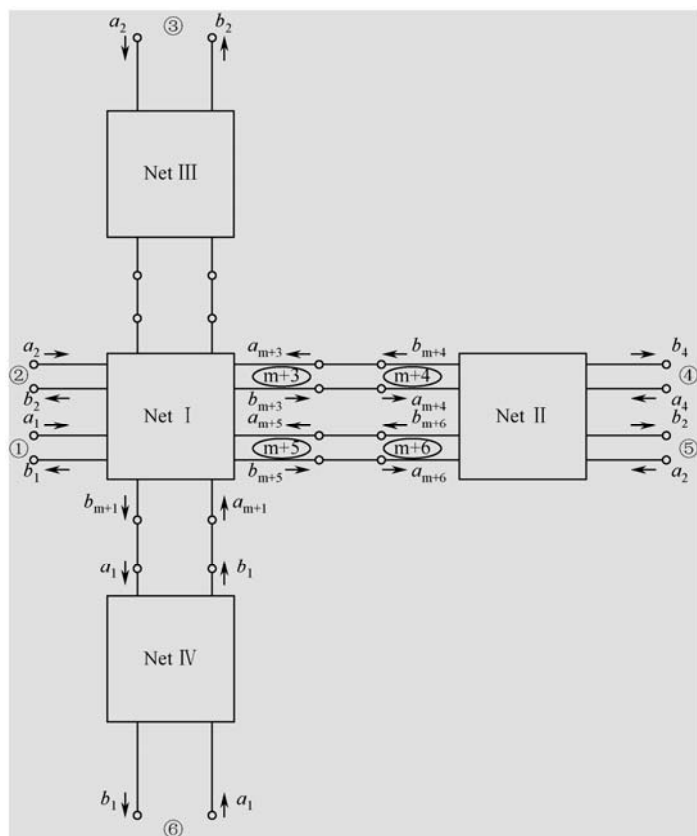 a2 ③ b2
Net III
a2 am+3 bm+4 b4
② m+3 m+4 ④
b2 bm+3 am+4 a4
Net I Net II
a1 am+5 bm+6 b2
① m+5 m+6 ⑤
b1 bm+5 am+6 a2
bm+1 am+1
a1 b1
Net IV
b1 a1
⑥